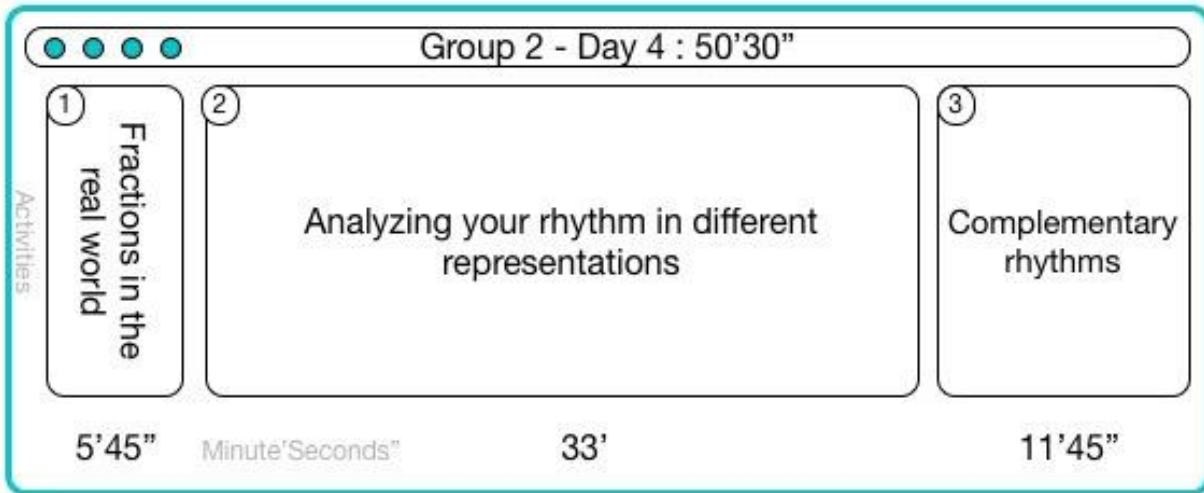 Group 2 - Day 4 : 50’30”
Activities
1
Fractions in the
real world
2
Analyzing your rhythm in different
representations
3
Complementary
rhythms
5’45”
Minute’Seconds”
33’
11’45”